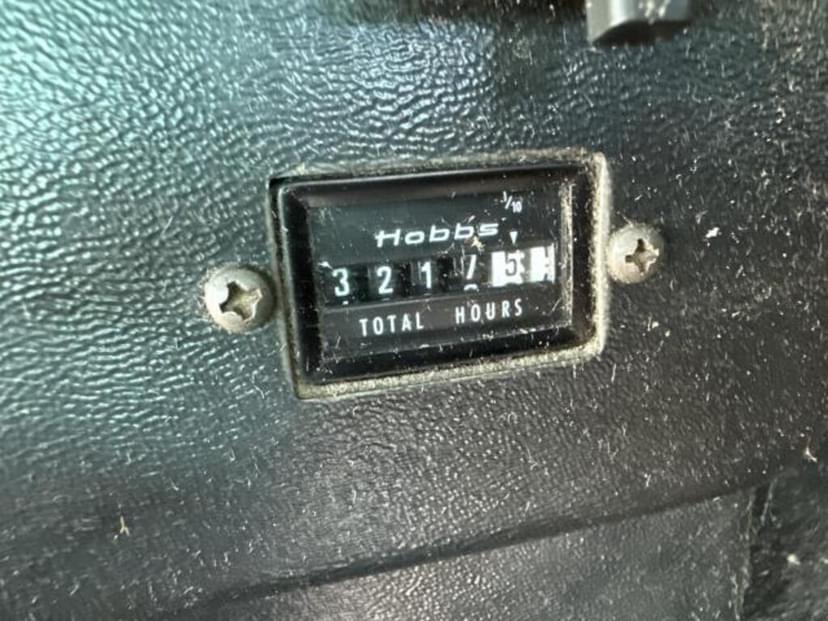 1/10
Hobbs
3 2 1 7 5
TOTAL HOURS